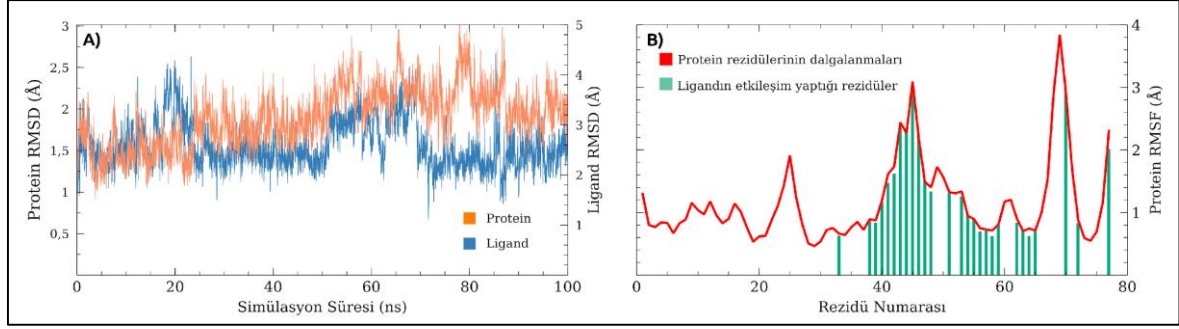 A)
Protein RMSD (Å)
3
2,5
2
1.5
1
0,5
0
20
40
60
80
100
Simülasyon Süresi (ns)
5
4
3
2
1
Ligand RMSD (Å)
Protein
Ligand
B)
Protein rezidülerinin dalgalanmaları
Ligandın etkileşim yaptığı rezidüler
0
20
40
60
80
Rezidü Numarası
4
3
2
1
Protein RMSF (Å)